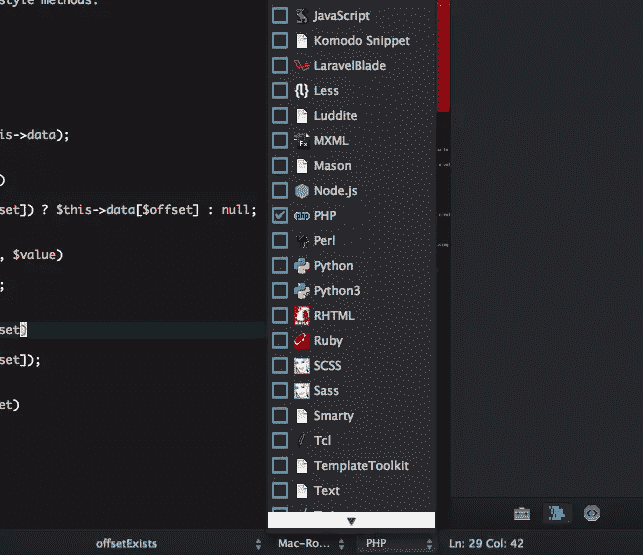 style methods.
his->data);
)
set]) ? $this->data[$offset] : null;
, $value)
;
set)
set]);
et)
JavaScript
Komodo Snippet
LaravelBlade
Less
Luddite
MXML
Mason
Node.js
PHP
Perl
Python
Python3
RHTML
Ruby
SCSS
Sass
Smarty
Tcl
TemplateToolkit
Text
offsetExists
Mac-Ro...
PHP
Ln: 29 Col: 42